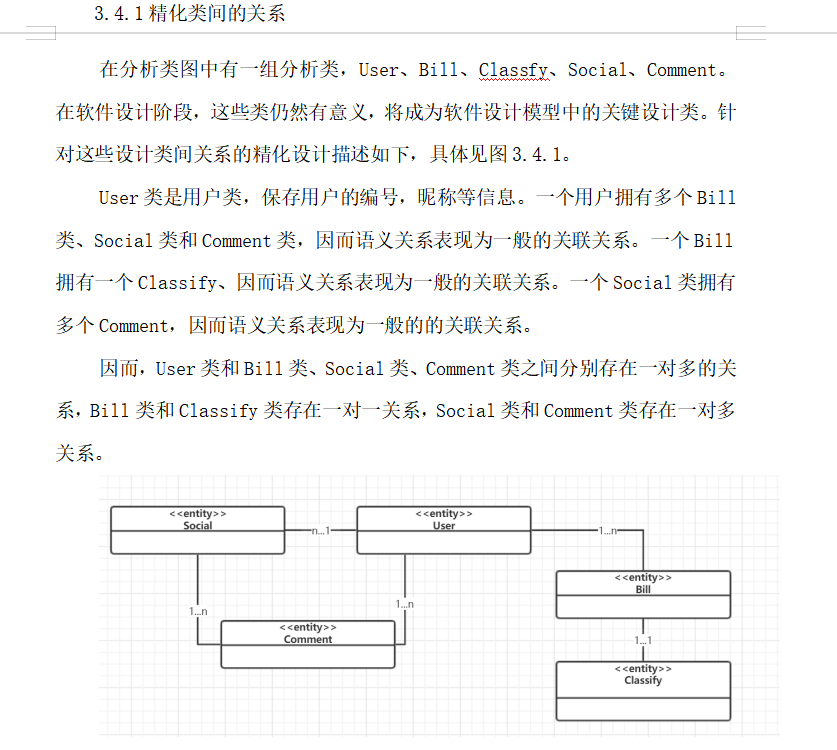 3.4.1 精化类间的关系
在分析类图中有一组分析类，User、Bill、Classfy、Social、Comment。
在软件设计阶段，这些类仍然有意义，将成为软件设计模型中的关键设计类。针
对这些设计类间关系的精化设计描述如下，具体见图 3.4.1。
User 类是用户类，保存用户的编号，昵称等信息。一个用户拥有多个 Bill
类、Social 类和 Comment 类，因而语义关系表现为一般的关联关系。一个 Bill
拥有一个 Classify、因而语义关系表现为一般的关联关系。一个 Social 类拥有
多个 Comment，因而语义关系表现为一般的的关联关系。
因而，User 类和 Bill 类、Social 类、Comment 类之间分别存在一对多的关
系，Bill 类和 Classify 类存在一对一关系，Social 类和 Comment 类存在一对多
关系。
<<entity>>
Social
n...1
<<entity>>
User
1...n
<<entity>>
Bill
1...n
1...n
<<entity>>
Comment
1...1
<<entity>>
Classify